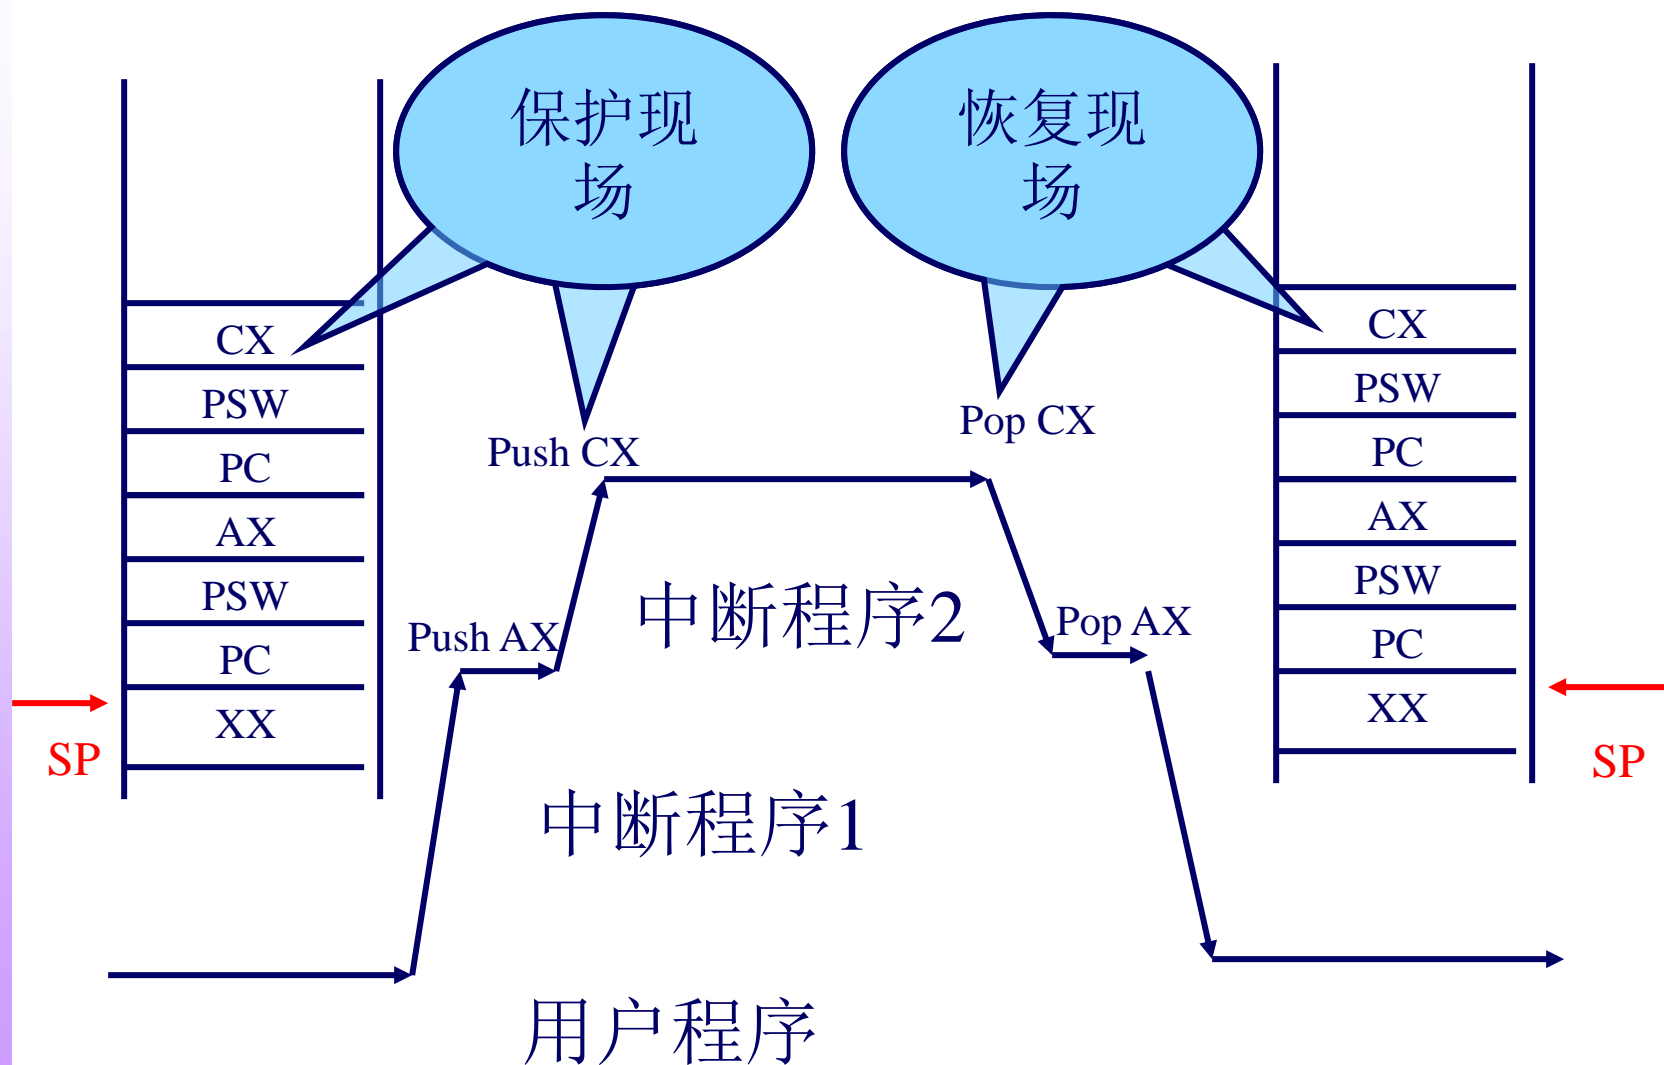 保护现
场
恢复现
场
CX
PSW
PC
AX
PSW
PC
XX
SP
Push CX
Pop CX
Push AX
Pop AX
中断程序2
中断程序1
用户程序
CX
PSW
PC
AX
PSW
PC
XX
SP